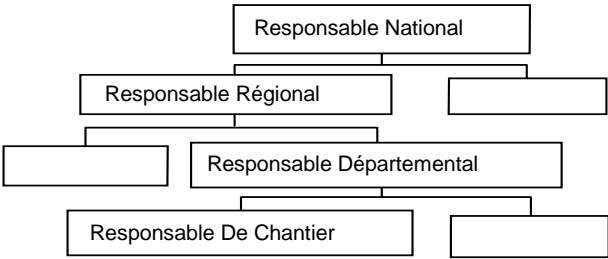 Responsable National
Responsable Régional
Responsable Départemental
Responsable De Chantier